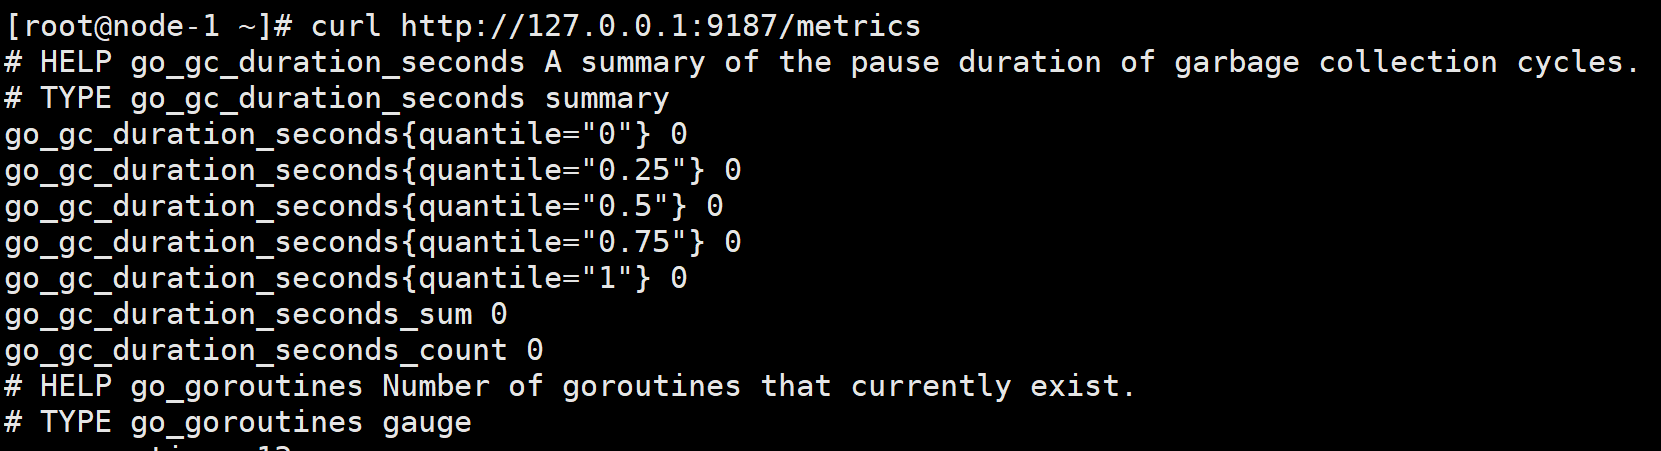 [root@node-1 ~]# curl http://127.0.0.1:9187/metrics
# HELP go_gc_duration_seconds A summary of the pause duration of garbage collection cycles.
# TYPE go_gc_duration_seconds summary
go_gc_duration_seconds{quantile="0"} 0
go_gc_duration_seconds{quantile="0.25"} 0
go_gc_duration_seconds{quantile="0.5"} 0
go_gc_duration_seconds{quantile="0.75"} 0
go_gc_duration_seconds{quantile="1"} 0
go_gc_duration_seconds_sum 0
go_gc_duration_seconds_count 0
# HELP go_goroutines Number of goroutines that currently exist.
# TYPE go_goroutines gauge